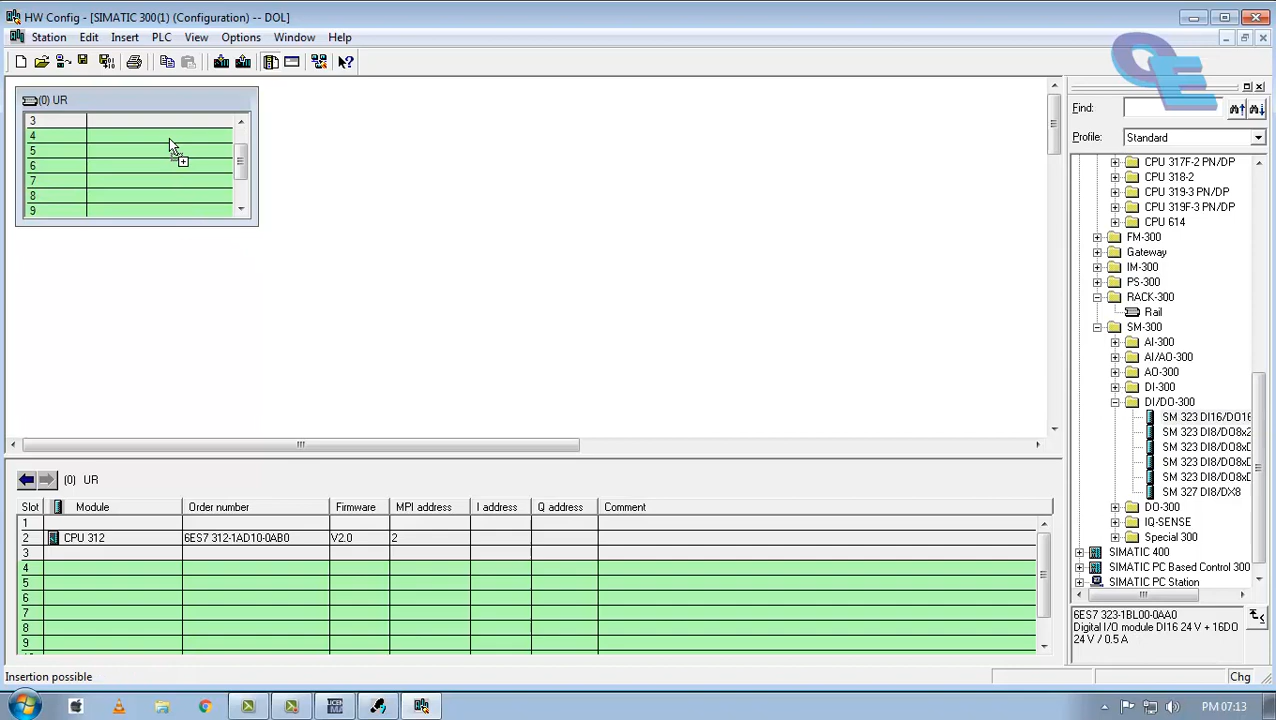 HW Config - [SIMATIC 300(1) (Configuration) -- DOL]
Station Edit Insert PLC View Options Window Help
(0) UR
3
4
5
6
7
8
9
Find:
Profile: Standard
CPU 317F-2 PN/DP
CPU 318-2
CPU 319-3 PN/DP
CPU 319F-3 PN/DP
CPU 614
FM-300
Gateway
IM-300
PS-300
RACK-300
Rail
SM-300
AI-300
AI/AO-300
AO-300
DI-300
DI/DO-300
SM 323 DI16/DO16
SM 323 DI8/DO8x2
SM 323 DI8/DO8xD
SM 323 DI8/DO8xD
SM 323 DI8/DO8xD
SM 327 DI8/DX8
DO-300
IQ-SENSE
Special 300
SIMATIC 400
SIMATIC PC Based Control 300
SIMATIC PC Station
6ES7 323-1BL00-0AA0
Digital I/O module DI16 24 V + 16DO
24 V / 0.5 A
(0) UR
Slot Module Order number Firmware MPI address I address Q address Comment
1
2 CPU 312 6ES7 312-1AD10-0AB0 V2.0 2
3
4
5
6
7
8
9
Insertion possible
Chg
PM 07:13